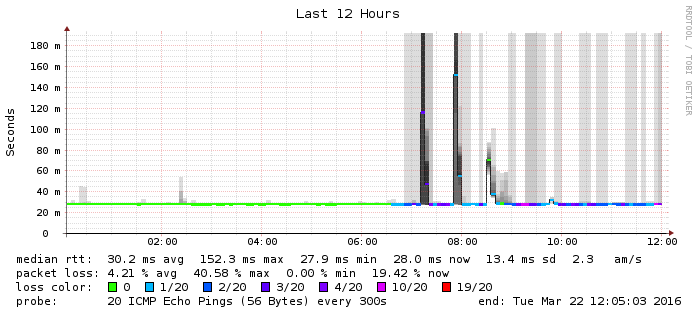 Last 12 Hours
RRDTOOL / TOBI OETIKER
Seconds
180 m
160 m
140 m
120 m
100 m
80 m
60 m
40 m
20 m
0
02:00 04:00 06:00 08:00 10:00 12:00
median rtt: 30.2 ms avg 152.3 ms max 27.9 ms min 28.0 ms now 13.4 ms sd 2.3 am/s
packet loss: 4.21 % avg 40.58 % max 0.00 % min 19.42 % now
loss color: 0 1/20 2/20 3/20 4/20 10/20 19/20
probe: 20 ICMP Echo Pings (56 Bytes) every 300s end: Tue Mar 22 12:05:03 2016